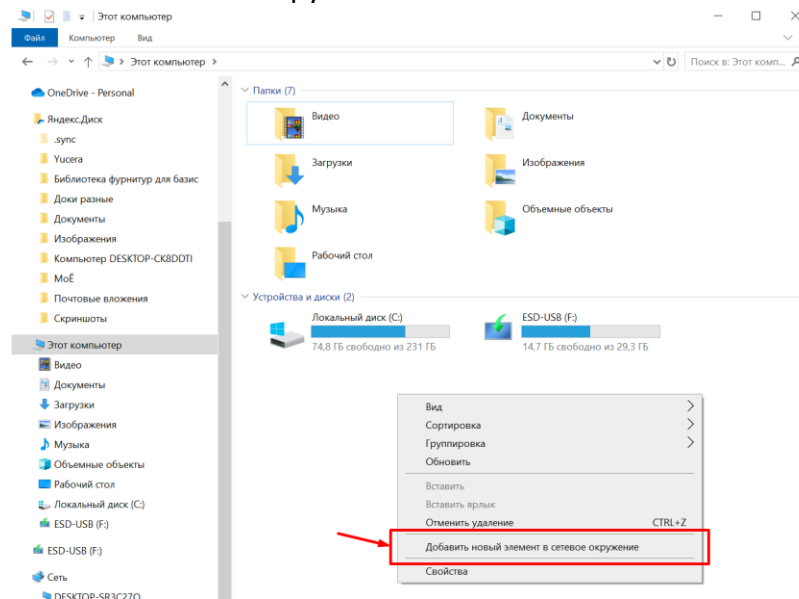 Этот компьютер
Файл Компьютер Вид
Этот компьютер
Поиск в: Этот комп...
OneDrive - Personal
Яндекс.Диск
.sync
Yucera
Библиотека фурнитур для базис
Доки разные
Документы
Изображения
Компьютер DESKTOP-CK8DDTI
МоЁ
Почтовые вложения
Скриншоты
Этот компьютер
Видео
Документы
Загрузки
Изображения
Музыка
Объемные объекты
Рабочий стол
Локальный диск (C:)
ESD-USB (F:)
ESD-USB (F:)
Сеть
DESKTOP-SR3C27O
Папки (7)
Видео
Документы
Загрузки
Изображения
Музыка
Объемные объекты
Рабочий стол
Устройства и диски (2)
Локальный диск (C:)
74,8 ГБ свободно из 231 ГБ
ESD-USB (F:)
14,7 ГБ свободно из 29,3 ГБ
Вид
Сортировка
Группировка
Обновить
Вставить
Вставить ярлык
Отменить удаление CTRL+Z
Добавить новый элемент в сетевое окружение
Свойства